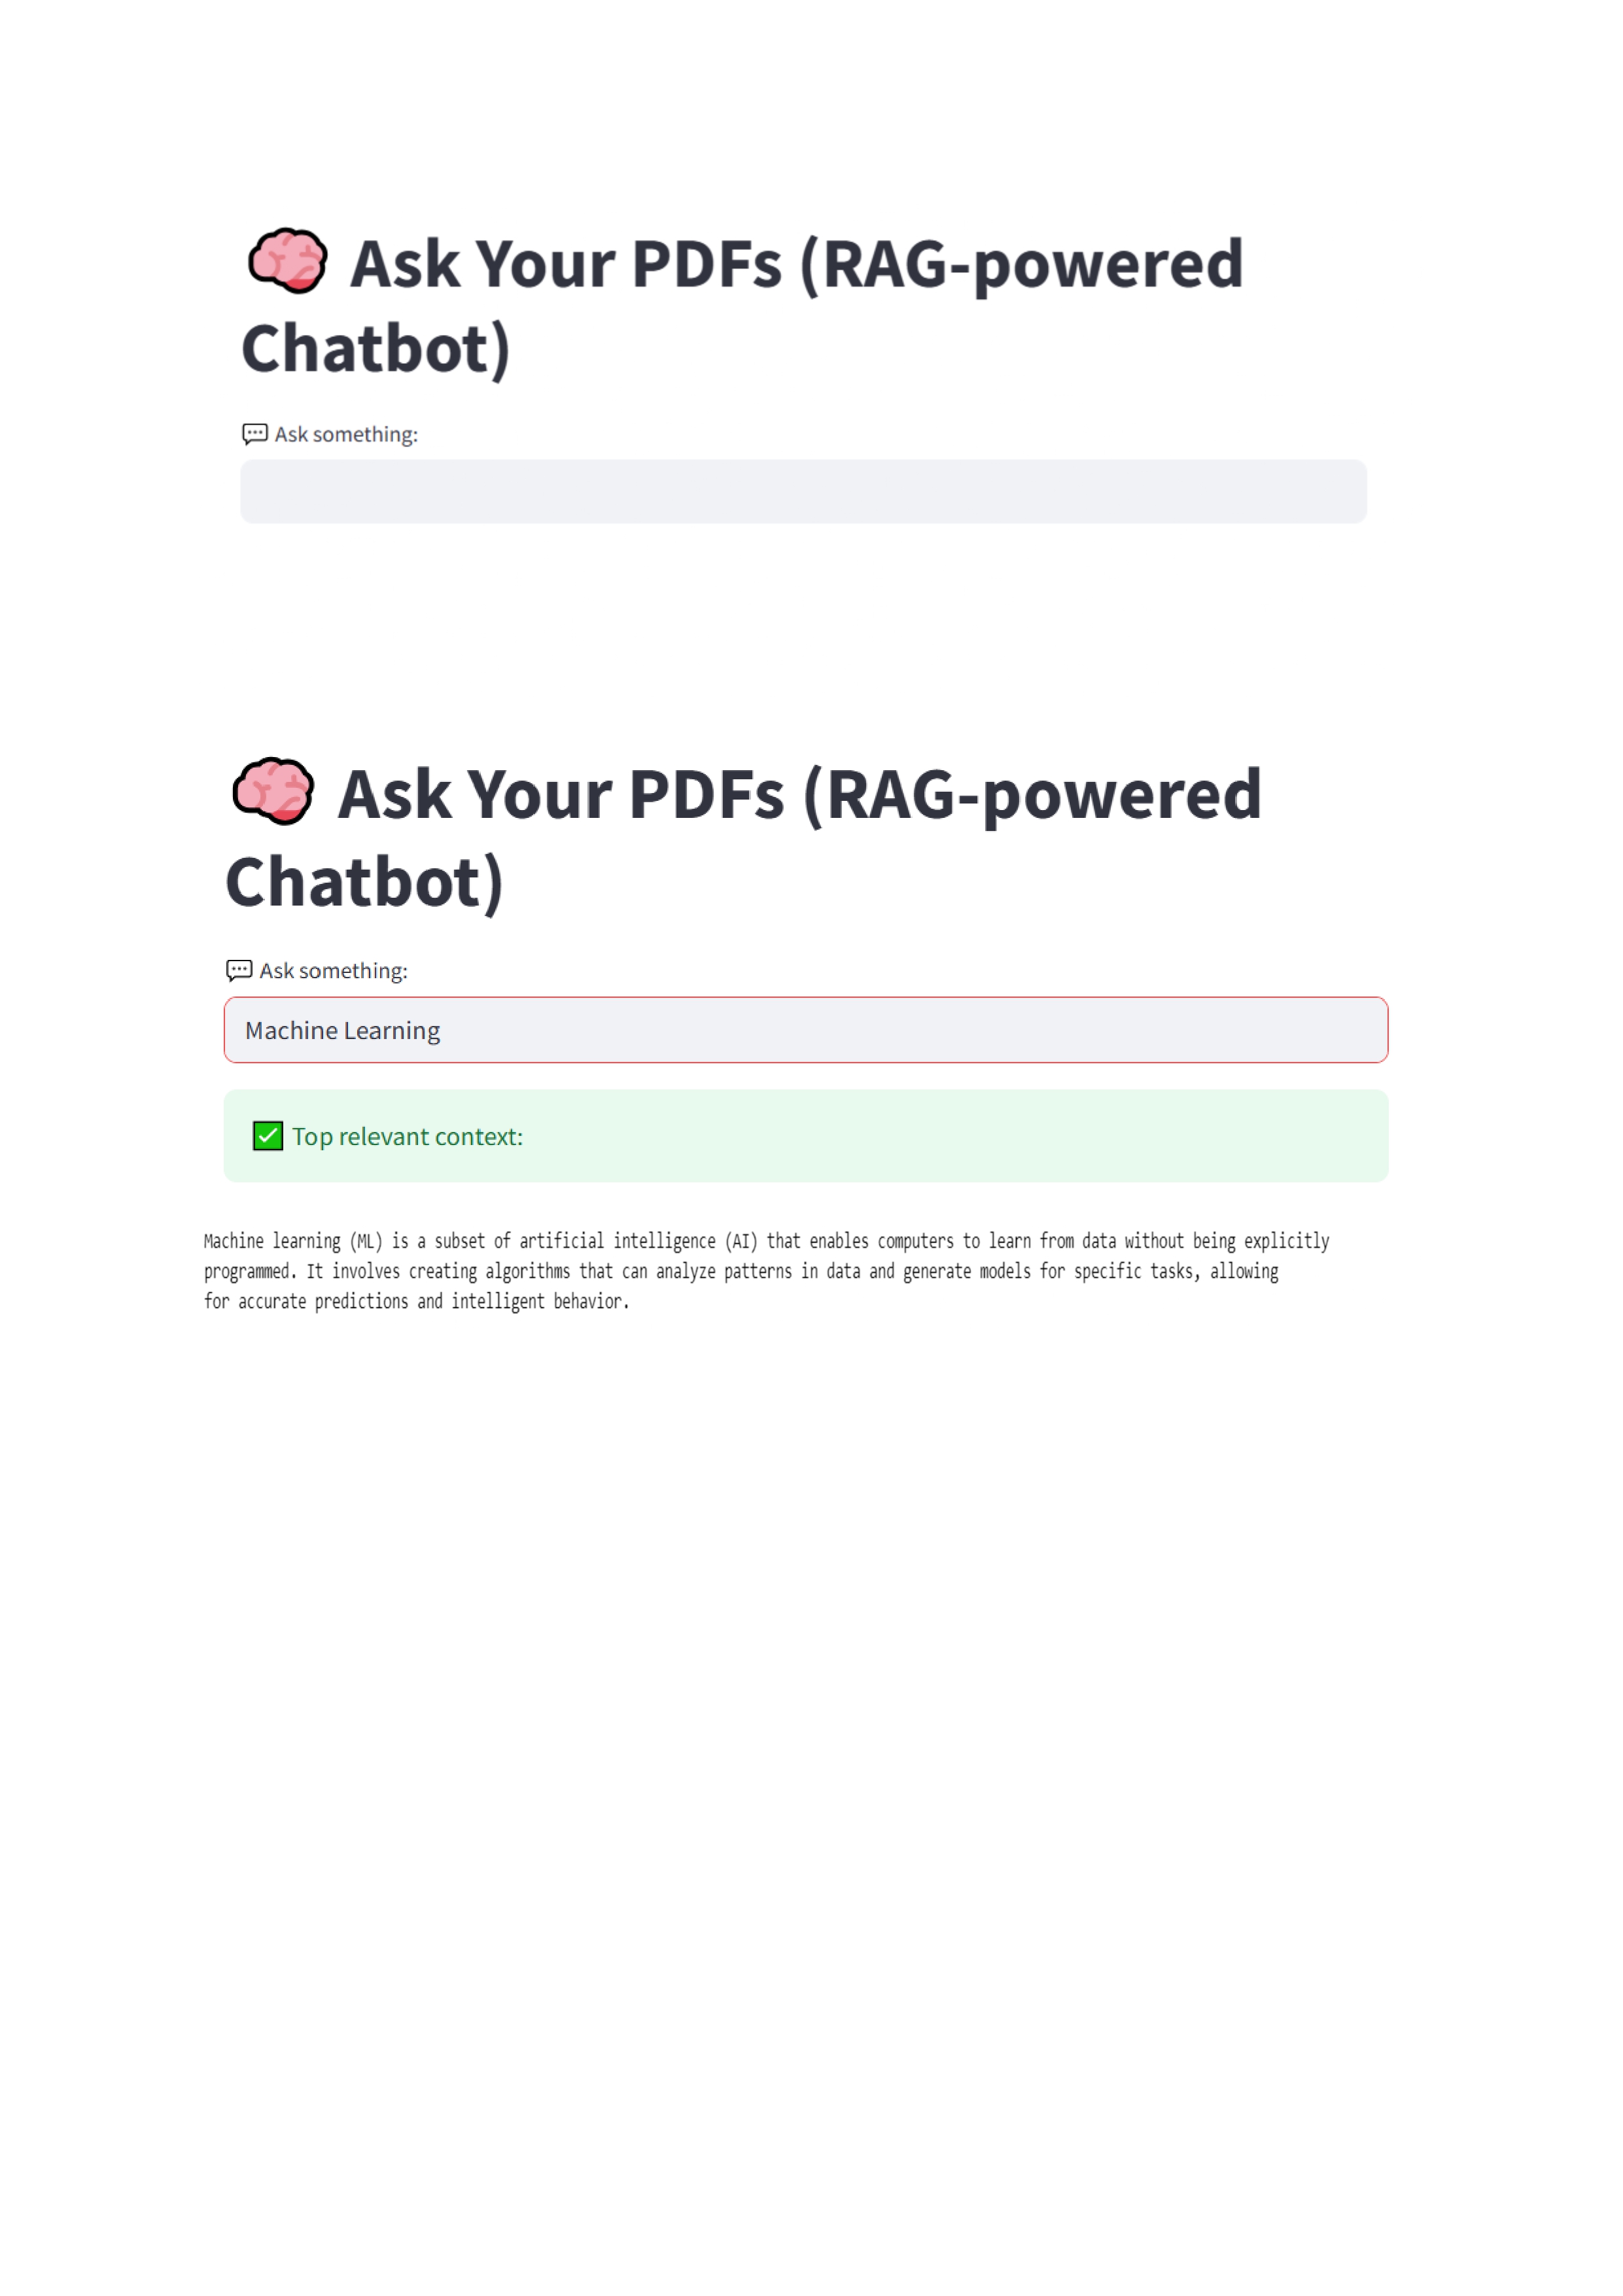 🧠 Ask Your PDFs (RAG-powered
Chatbot)
💬 Ask something:
🧠 Ask Your PDFs (RAG-powered
Chatbot)
💬 Ask something:
Machine Learning
✅ Top relevant context:
Machine learning (ML) is a subset of artificial intelligence (AI) that enables computers to learn from data without being explicitly
programmed. It involves creating algorithms that can analyze patterns in data and generate models for specific tasks, allowing
for accurate predictions and intelligent behavior.